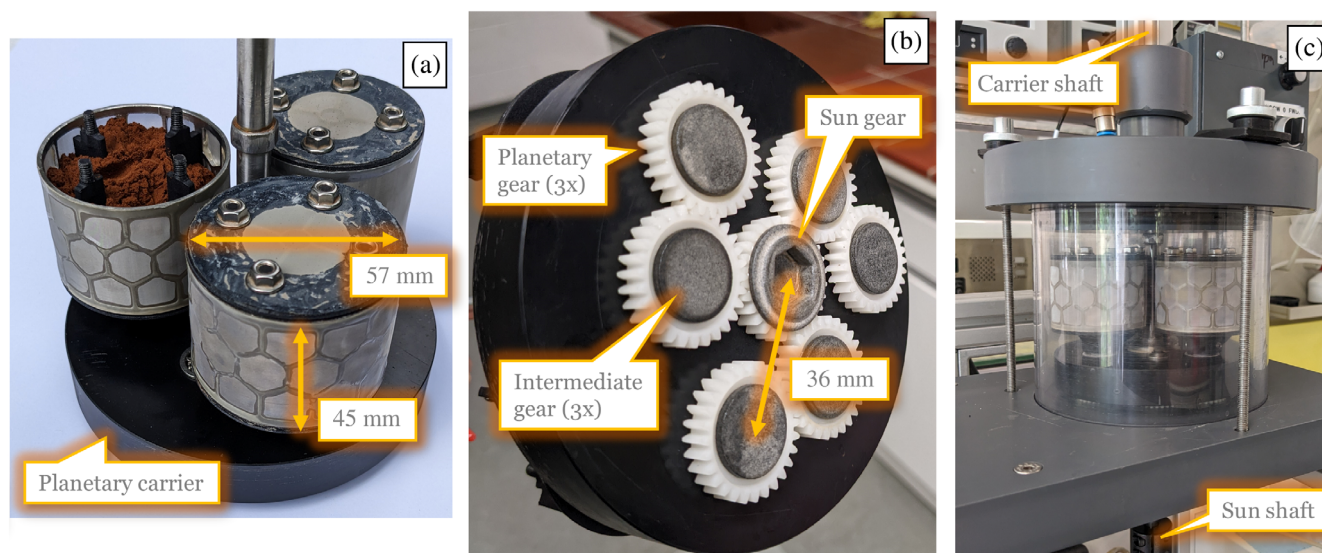 (a)
57 mm
45 mm
Planetary carrier
(b)
Sun gear
Planetary
gear (3x)
Intermediate
gear (3x)
36 mm
(c)
Carrier shaft
Sun shaft